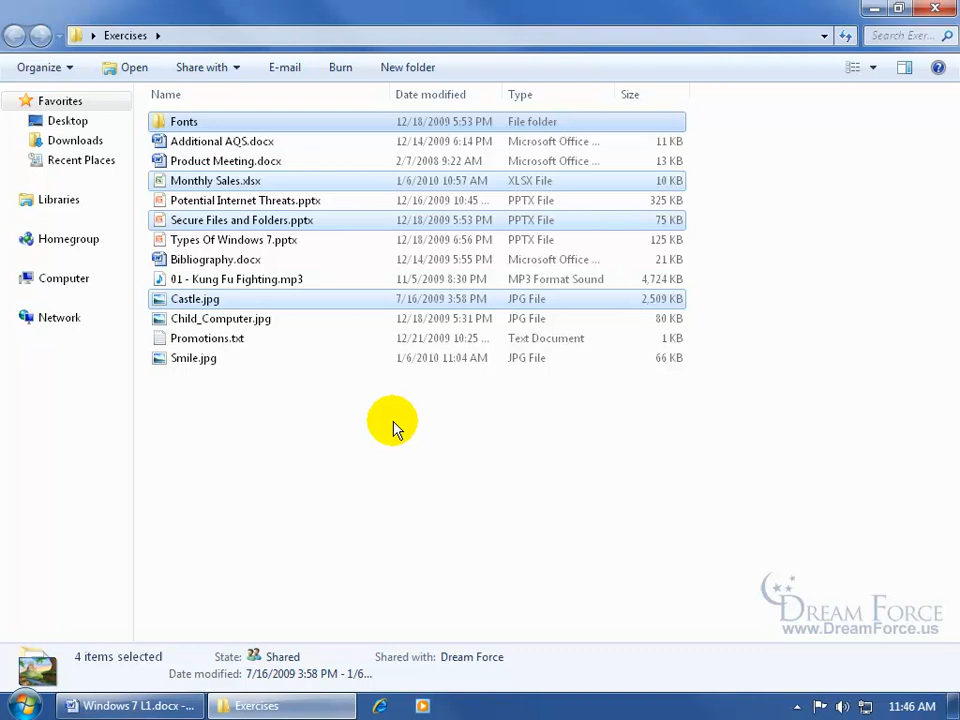 Exercises
Search Exer...
Organize Open Share with E-mail Burn New folder
Name Date modified Type Size
Favorites
Desktop
Downloads
Recent Places
Libraries
Homegroup
Computer
Network
Fonts 12/18/2009 5:53 PM File folder
Additional AQS.docx 12/14/2009 6:14 PM Microsoft Office ... 11 KB
Product Meeting.docx 2/7/2008 9:22 AM Microsoft Office ... 13 KB
Monthly Sales.xlsx 1/6/2010 10:57 AM XLSX File 10 KB
Potential Internet Threats.pptx 12/16/2009 10:45 ... PPTX File 325 KB
Secure Files and Folders.pptx 12/18/2009 5:53 PM PPTX File 75 KB
Types Of Windows 7.pptx 12/18/2009 6:56 PM PPTX File 125 KB
Bibliography.docx 12/14/2009 5:55 PM Microsoft Office ... 21 KB
01 - Kung Fu Fighting.mp3 11/5/2009 8:30 PM MP3 Format Sound 4,724 KB
Castle.jpg 7/16/2009 3:58 PM JPG File 2,509 KB
Child_Computer.jpg 12/18/2009 5:31 PM JPG File 80 KB
Promotions.txt 12/21/2009 10:25 ... Text Document 1 KB
Smile.jpg 1/6/2010 11:04 AM JPG File 66 KB
DREAM FORCE
www.DreamForce.us
4 items selected State: Shared Shared with: Dream Force
Date modified: 7/16/2009 3:58 PM - 1/6...
Windows 7 L1.docx -... Exercises 11:46 AM